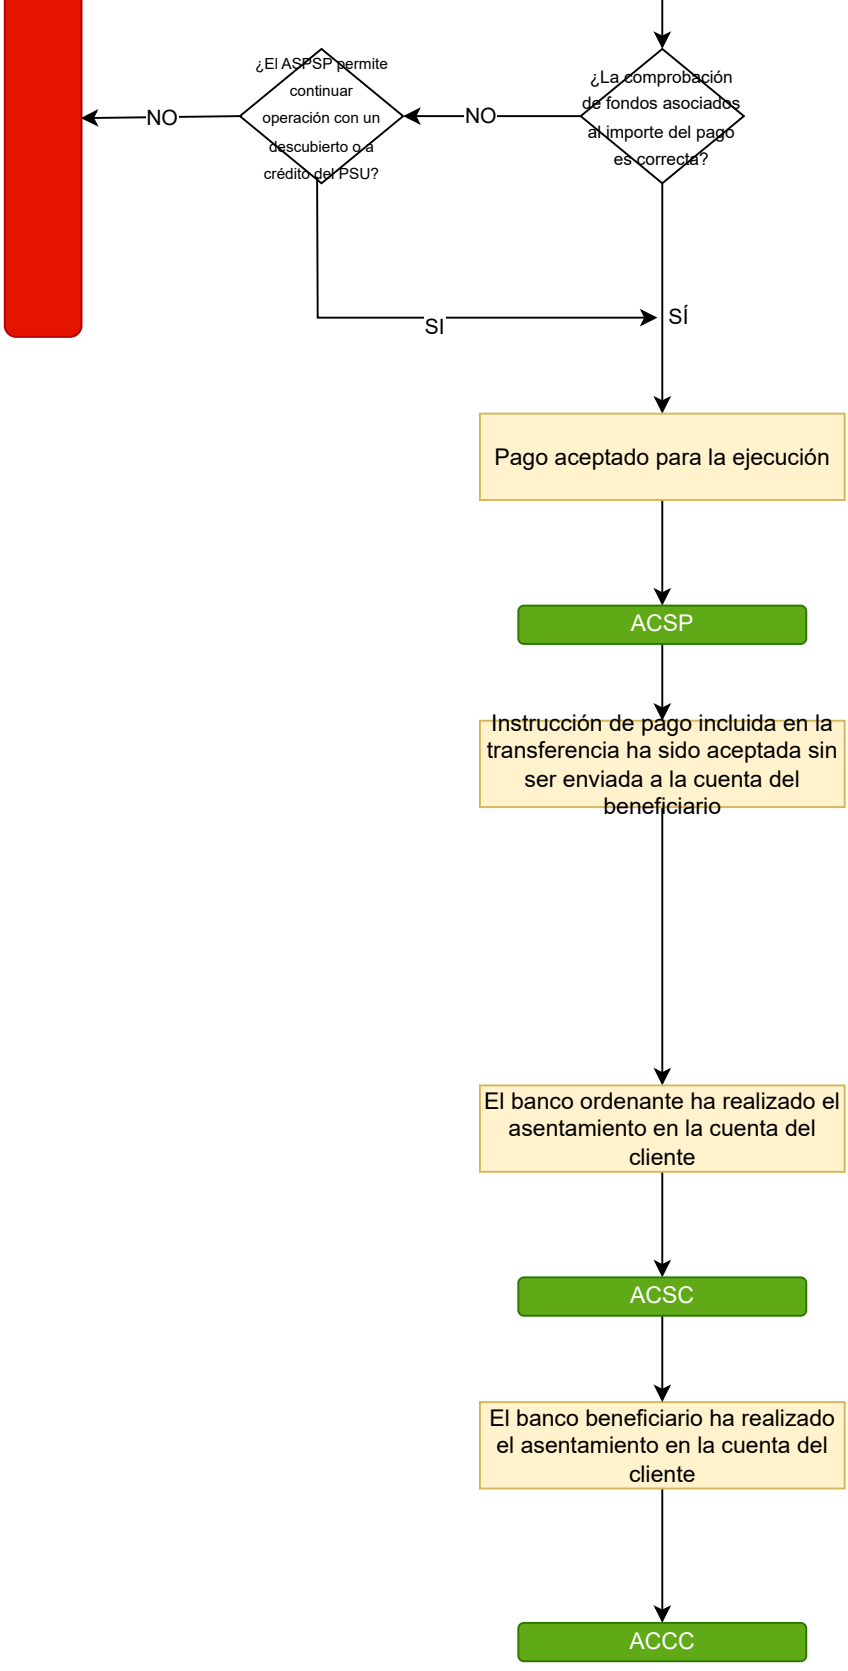 ¿El ASPSP permite
continuar
operación con un
descubierto o a
crédito del PSU?
¿La comprobación
de fondos asociados
al importe del pago
es correcta?
NO
NO
SI
SÍ
Pago aceptado para la ejecución
ACSP
Instrucción de pago incluida en la
transferencia ha sido aceptada sin
ser enviada a la cuenta del
beneficiario
El banco ordenante ha realizado el
asentamiento en la cuenta del
cliente
ACSC
El banco beneficiario ha realizado
el asentamiento en la cuenta del
cliente
ACCC